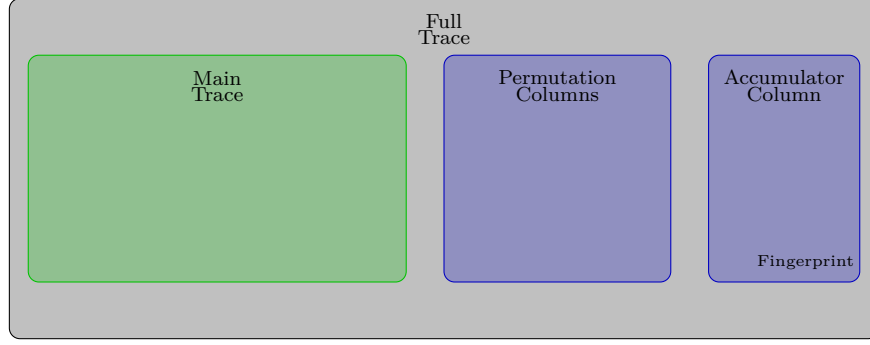 Full
Trace
Main
Trace
Permutation
Columns
Accumulator
Column
Fingerprint